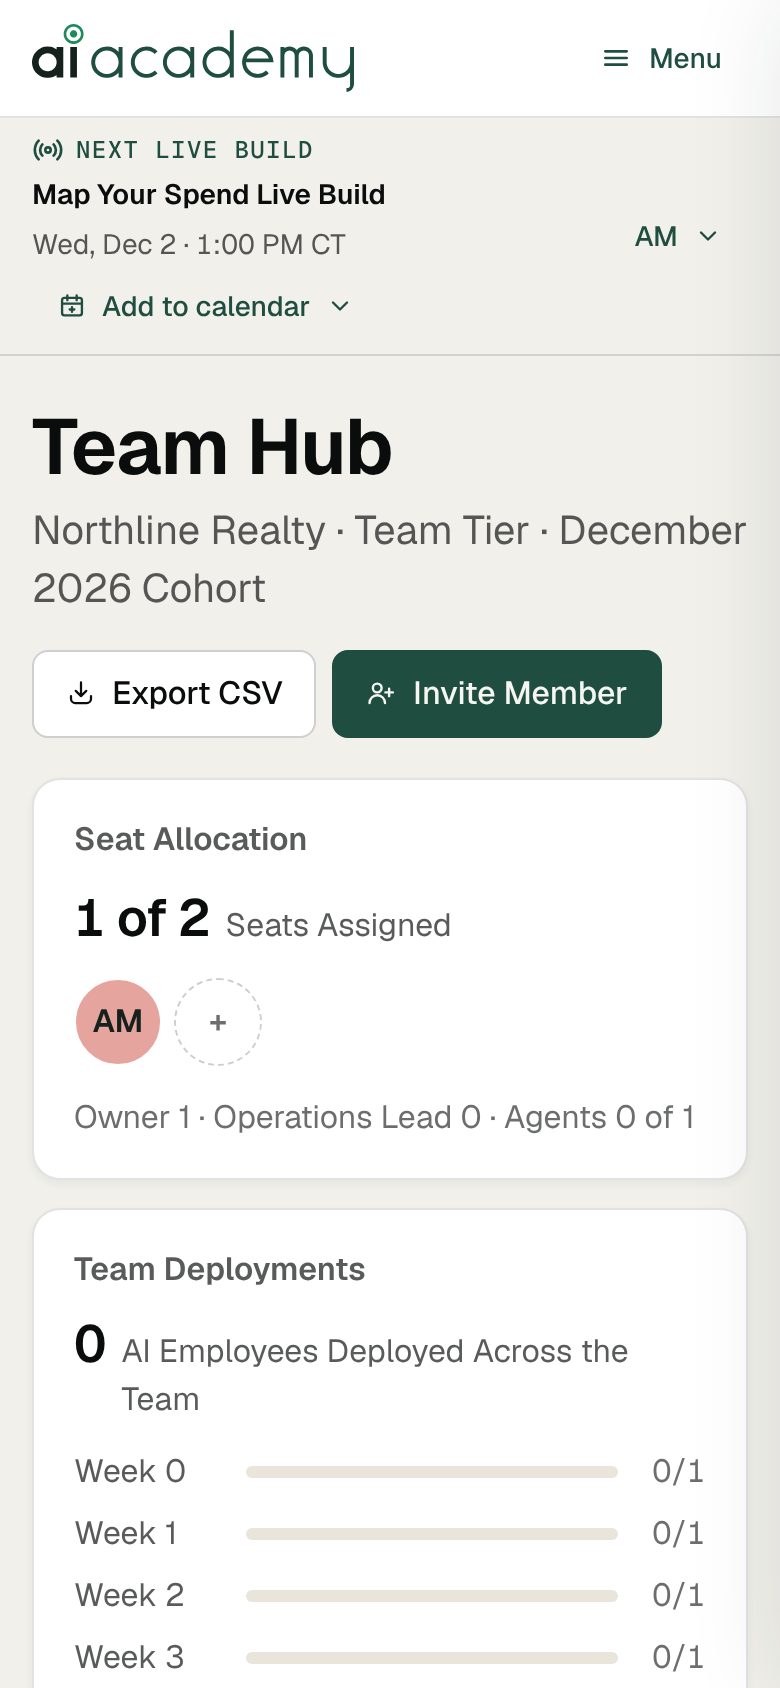 ai academy
Menu
NEXT LIVE BUILD
Map Your Spend Live Build
Wed, Dec 2 · 1:00 PM CT
AM
Add to calendar
Team Hub
Northline Realty · Team Tier · December
2026 Cohort
Export CSV
Invite Member
Seat Allocation
1 of 2 Seats Assigned
AM
+
Owner 1 · Operations Lead 0 · Agents 0 of 1
Team Deployments
0 AI Employees Deployed Across the
Team
Week 0 0/1
Week 1 0/1
Week 2 0/1
Week 3 0/1